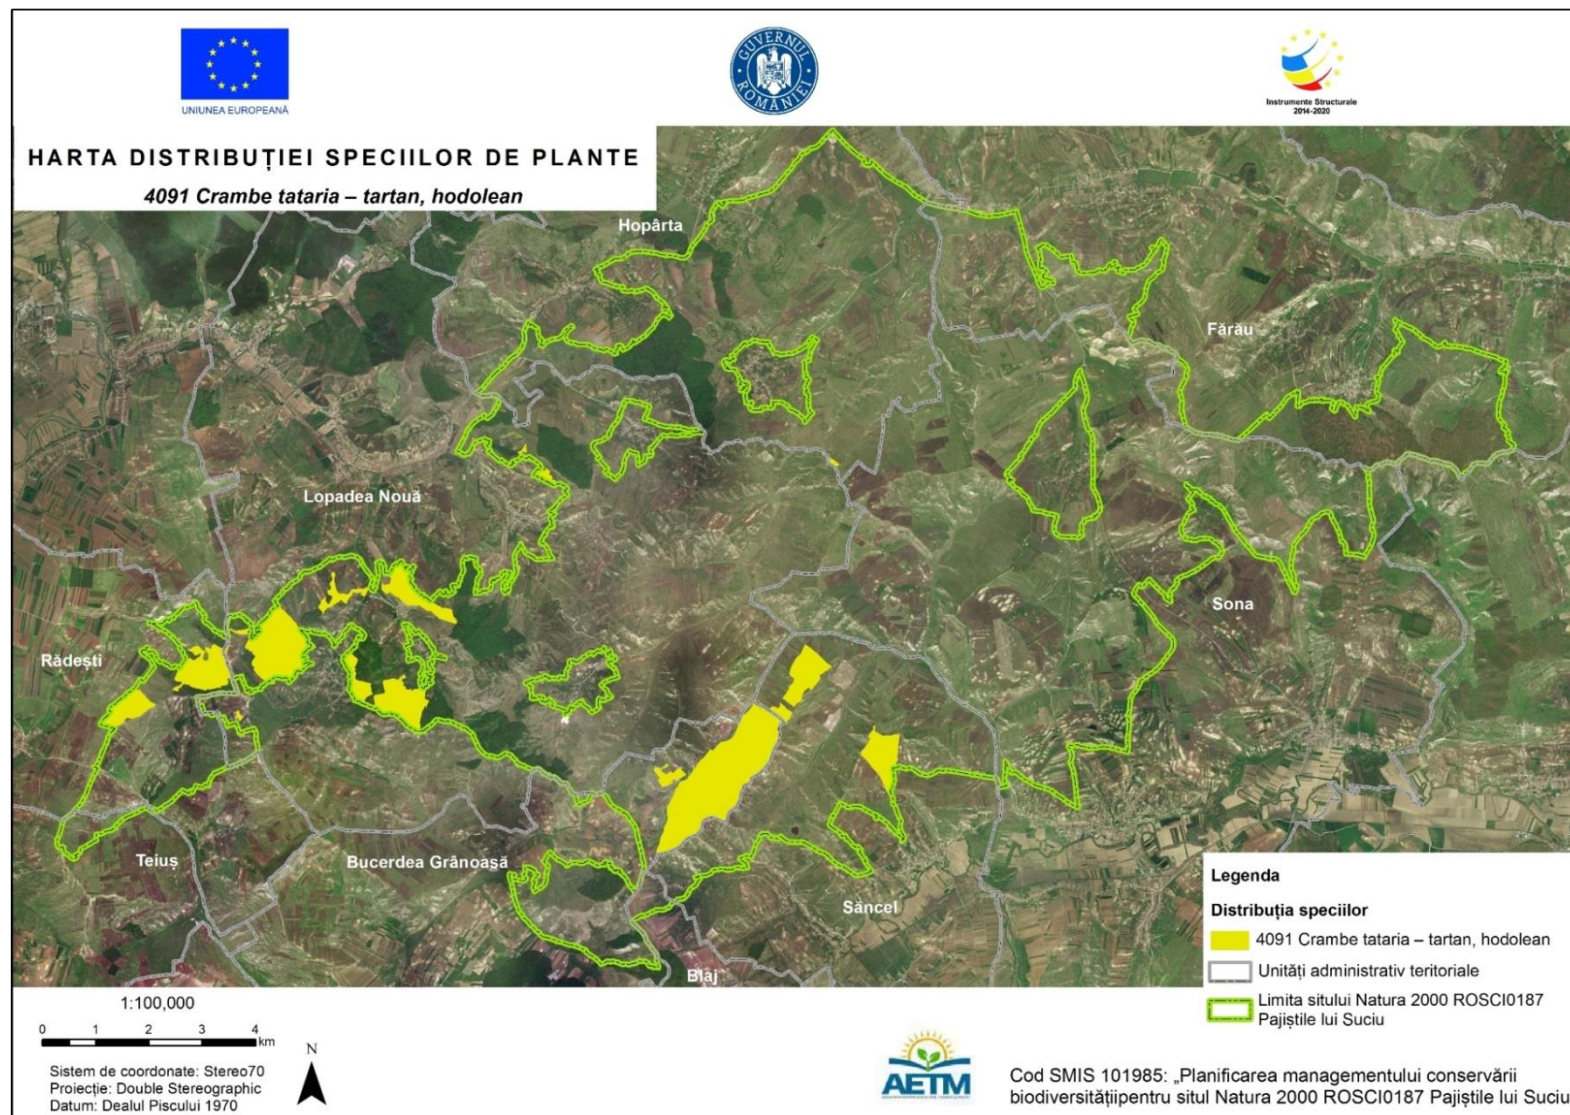 UNIUNEA EUROPEANĂ
GUVERNUL ROMÂNIEI
Instrumente Structurale
2014-2020
HARTA DISTRIBUȚIEI SPECIILOR DE PLANTE
4091 Crambe tataria – tartan, hodolean
Hopârta
Fărău
Lopadea Nouă
Sona
Rădești
Teiuș
Bucerdea Grânoasă
Săncel
Blaj
Legenda
Distribuția speciilor
4091 Crambe tataria – tartan, hodolean
Unități administrativ teritoriale
Limita sitului Natura 2000 ROSCI0187
Pajiștile lui Suciu
1:100,000
0 1 2 3 4
km
N
Sistem de coordonate: Stereo70
Proiecție: Double Stereographic
Datum: Dealul Piscului 1970
AETM
Cod SMIS 101985: „Planificarea managementului conservării
biodiversitățiipentru situl Natura 2000 ROSCI0187 Pajiștile lui Suciu